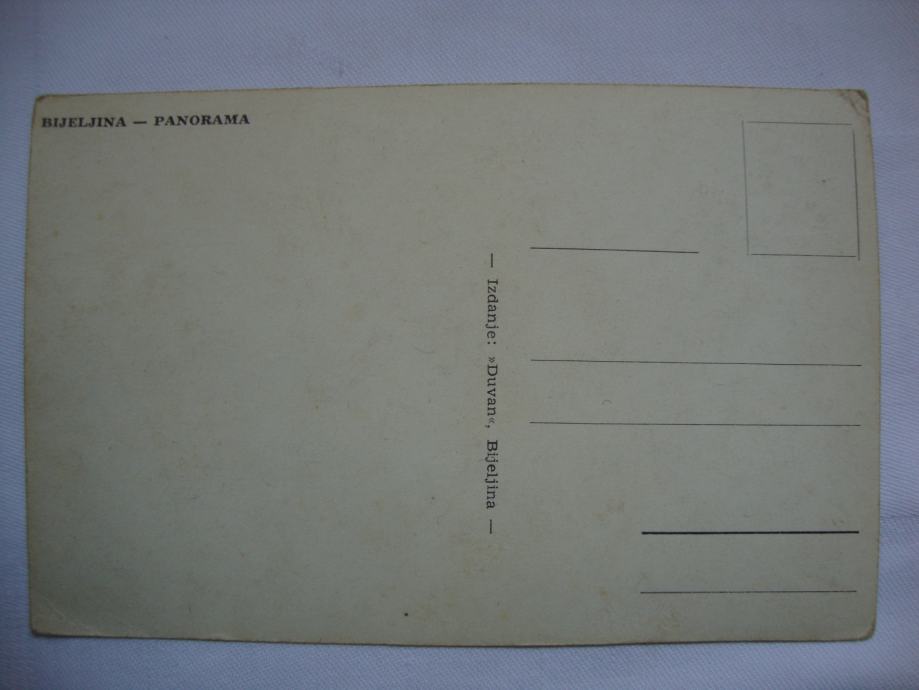 BIJELJINA — PANORAMA
— Izdanje: »Duvan«, Bijeljina —